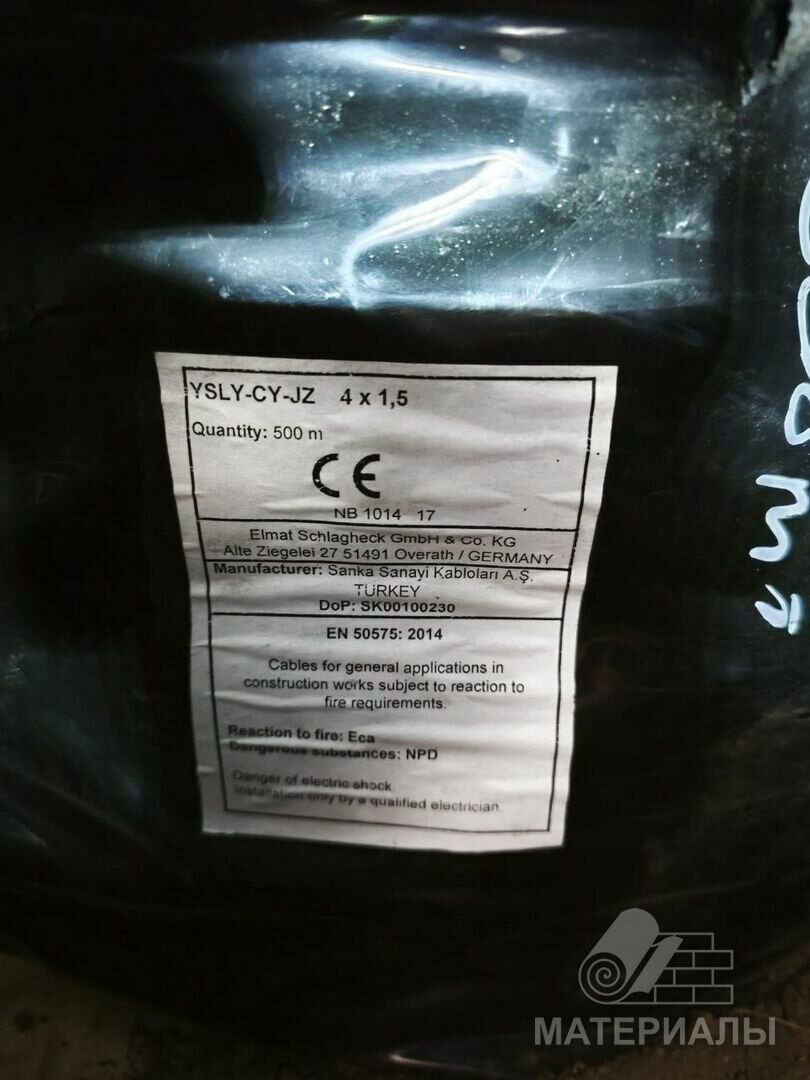 YSLY-CY-JZ 4 x 1,5
Quantity: 500 m
CE
NB 1014 17
Elmat Schlagheck GmbH & Co. KG
Alte Ziegelei 27 51491 Overath / GERMANY
Manufacturer: Sanka Sanayi Kabloları A.Ş.
TURKEY
DoP: SK00100230
EN 50575: 2014
Cables for general applications in
construction works subject to reaction to
fire requirements.
Reaction to fire: Eca
Dangerous substances: NPD
Danger of electric shock.
Installation only by a qualified electrician.
МАТЕРИАЛЫ